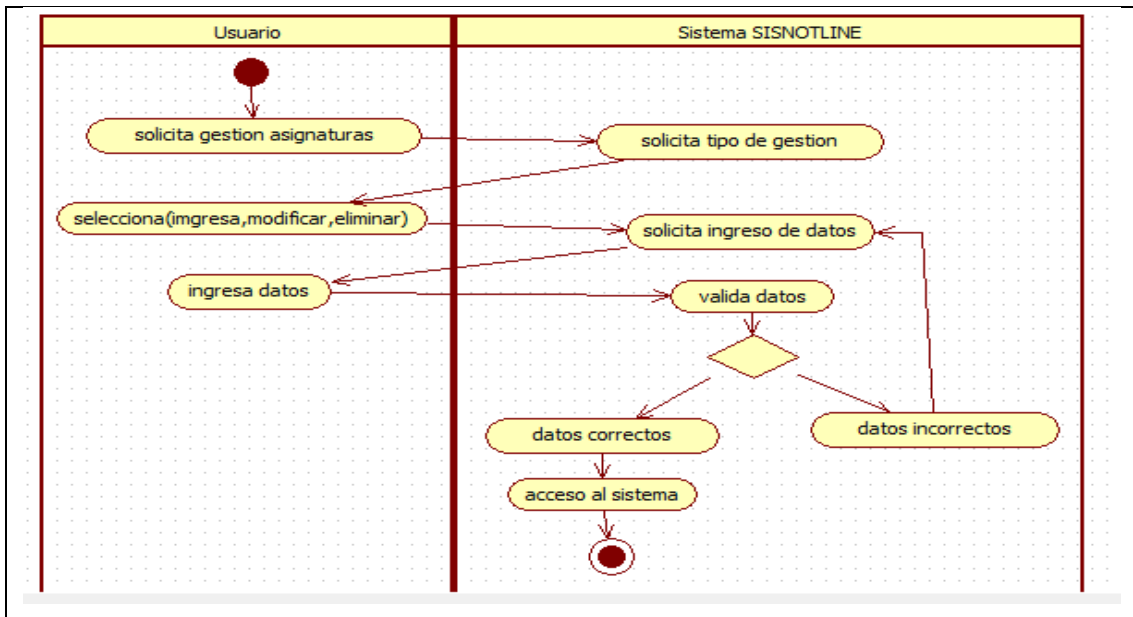 Usuario
Sistema SISNOTLINE
solicita gestion asignaturas
solicita tipo de gestion
selecciona(imgresa,modificar,eliminar)
solicita ingreso de datos
ingresa datos
valida datos
datos correctos
datos incorrectos
acceso al sistema